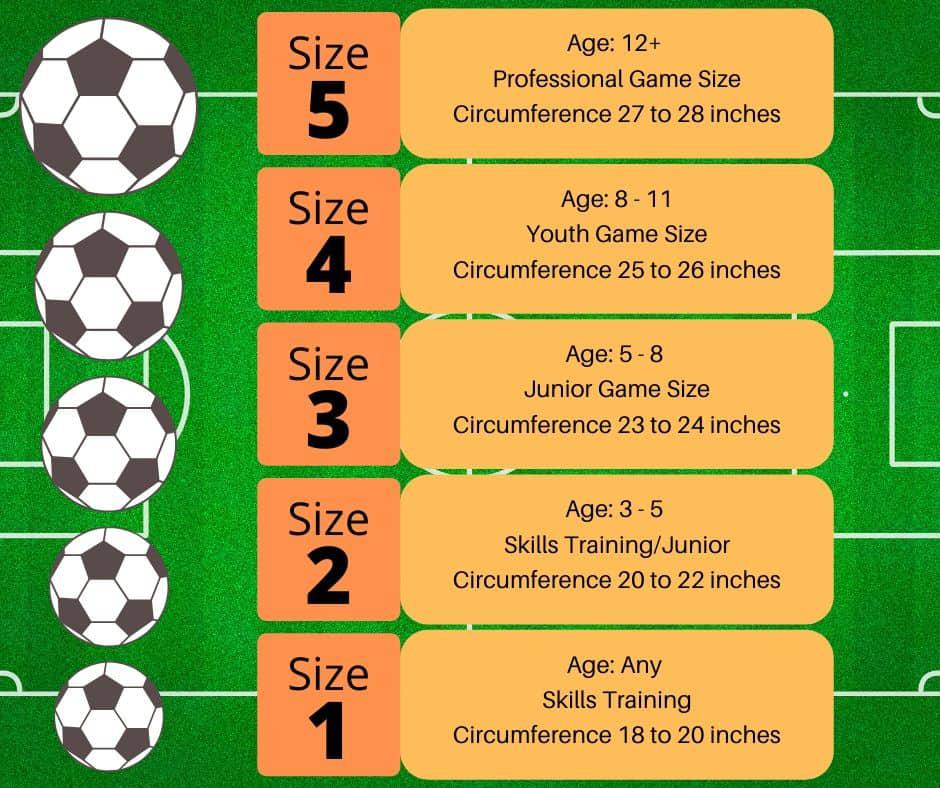 Size
5
Age: 12+
Professional Game Size
Circumference 27 to 28 inches
Size
4
Age: 8 - 11
Youth Game Size
Circumference 25 to 26 inches
Size
3
Age: 5 - 8
Junior Game Size
Circumference 23 to 24 inches
Size
2
Age: 3 - 5
Skills Training/Junior
Circumference 20 to 22 inches
Size
1
Age: Any
Skills Training
Circumference 18 to 20 inches